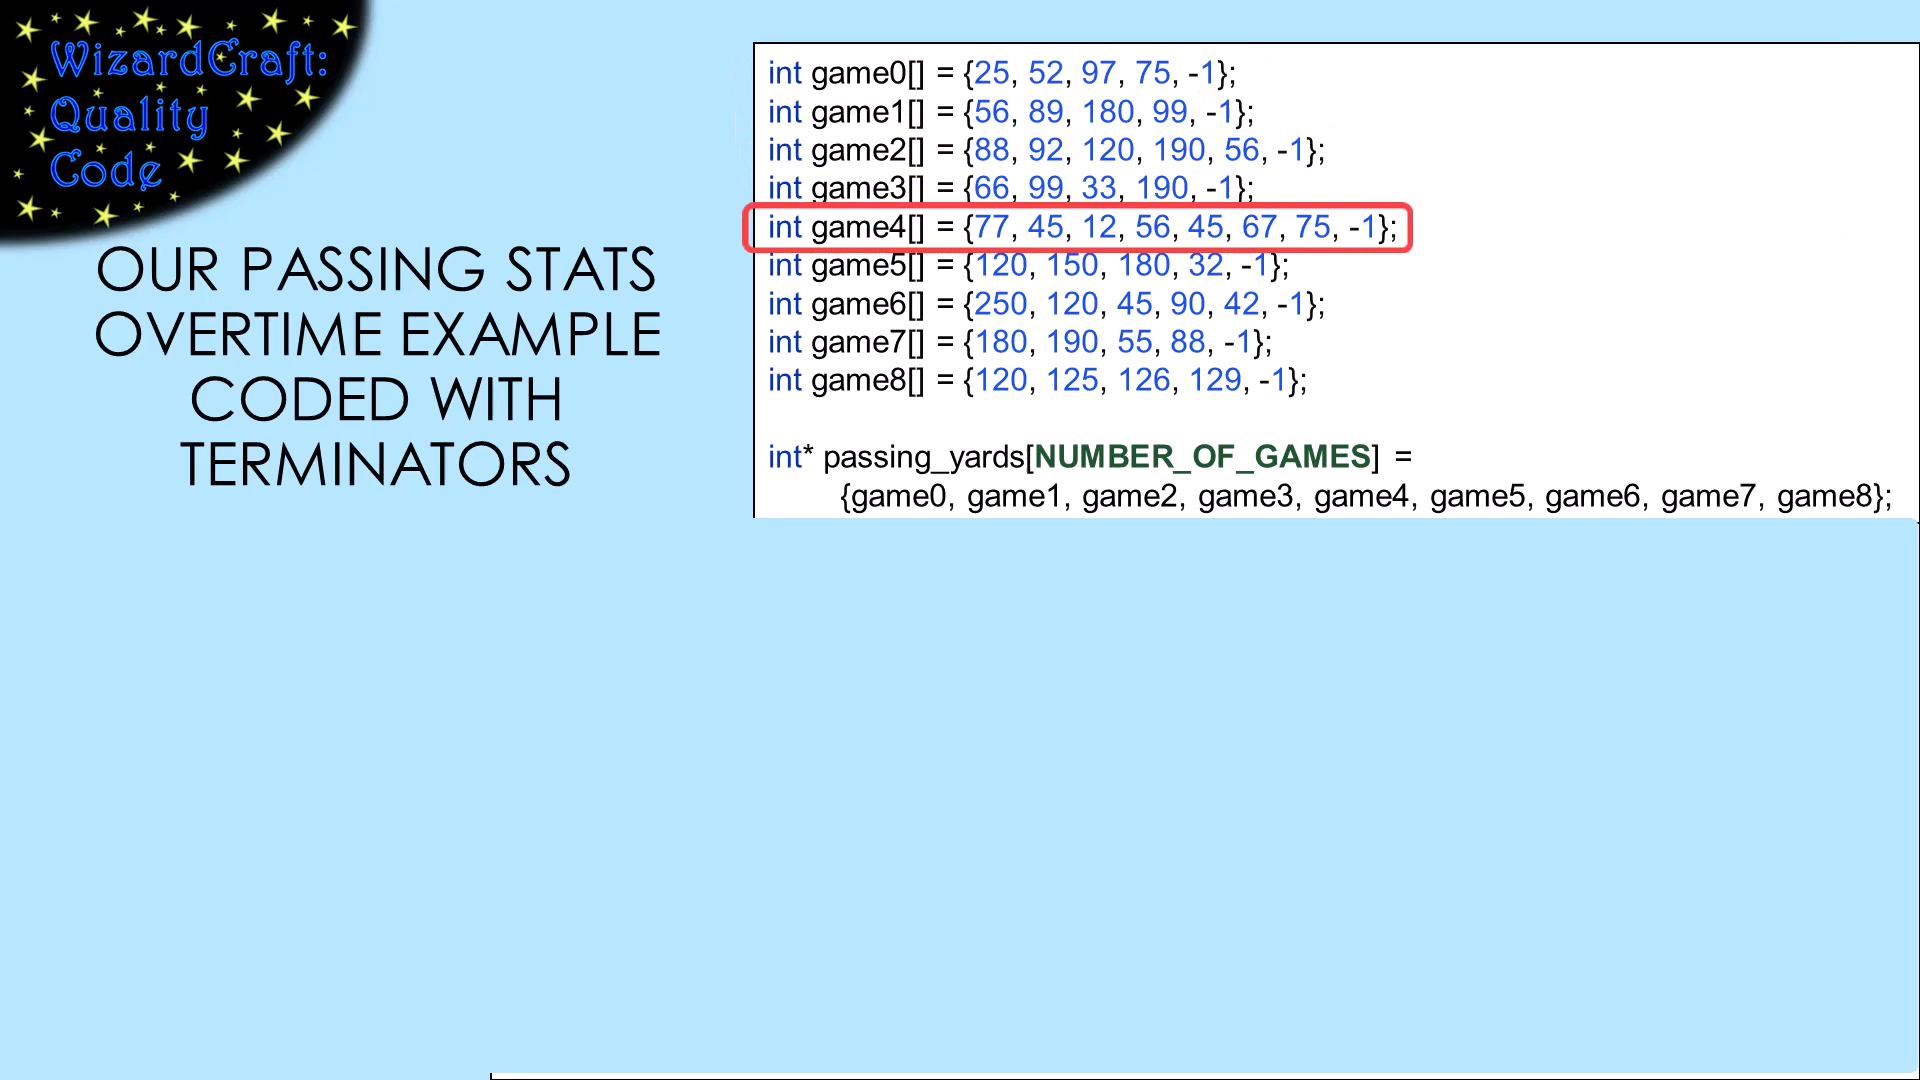 WizardCraft:
Quality
Code
OUR PASSING STATS
OVERTIME EXAMPLE
CODED WITH
TERMINATORS
int game0[] = {25, 52, 97, 75, -1};
int game1[] = {56, 89, 180, 99, -1};
int game2[] = {88, 92, 120, 190, 56, -1};
int game3[] = {66, 99, 33, 190, -1};
int game4[] = {77, 45, 12, 56, 45, 67, 75, -1};
int game5[] = {120, 150, 180, 32, -1};
int game6[] = {250, 120, 45, 90, 42, -1};
int game7[] = {180, 190, 55, 88, -1};
int game8[] = {120, 125, 126, 129, -1};
int* passing_yards[NUMBER_OF_GAMES] =
{game0, game1, game2, game3, game4, game5, game6, game7, game8};